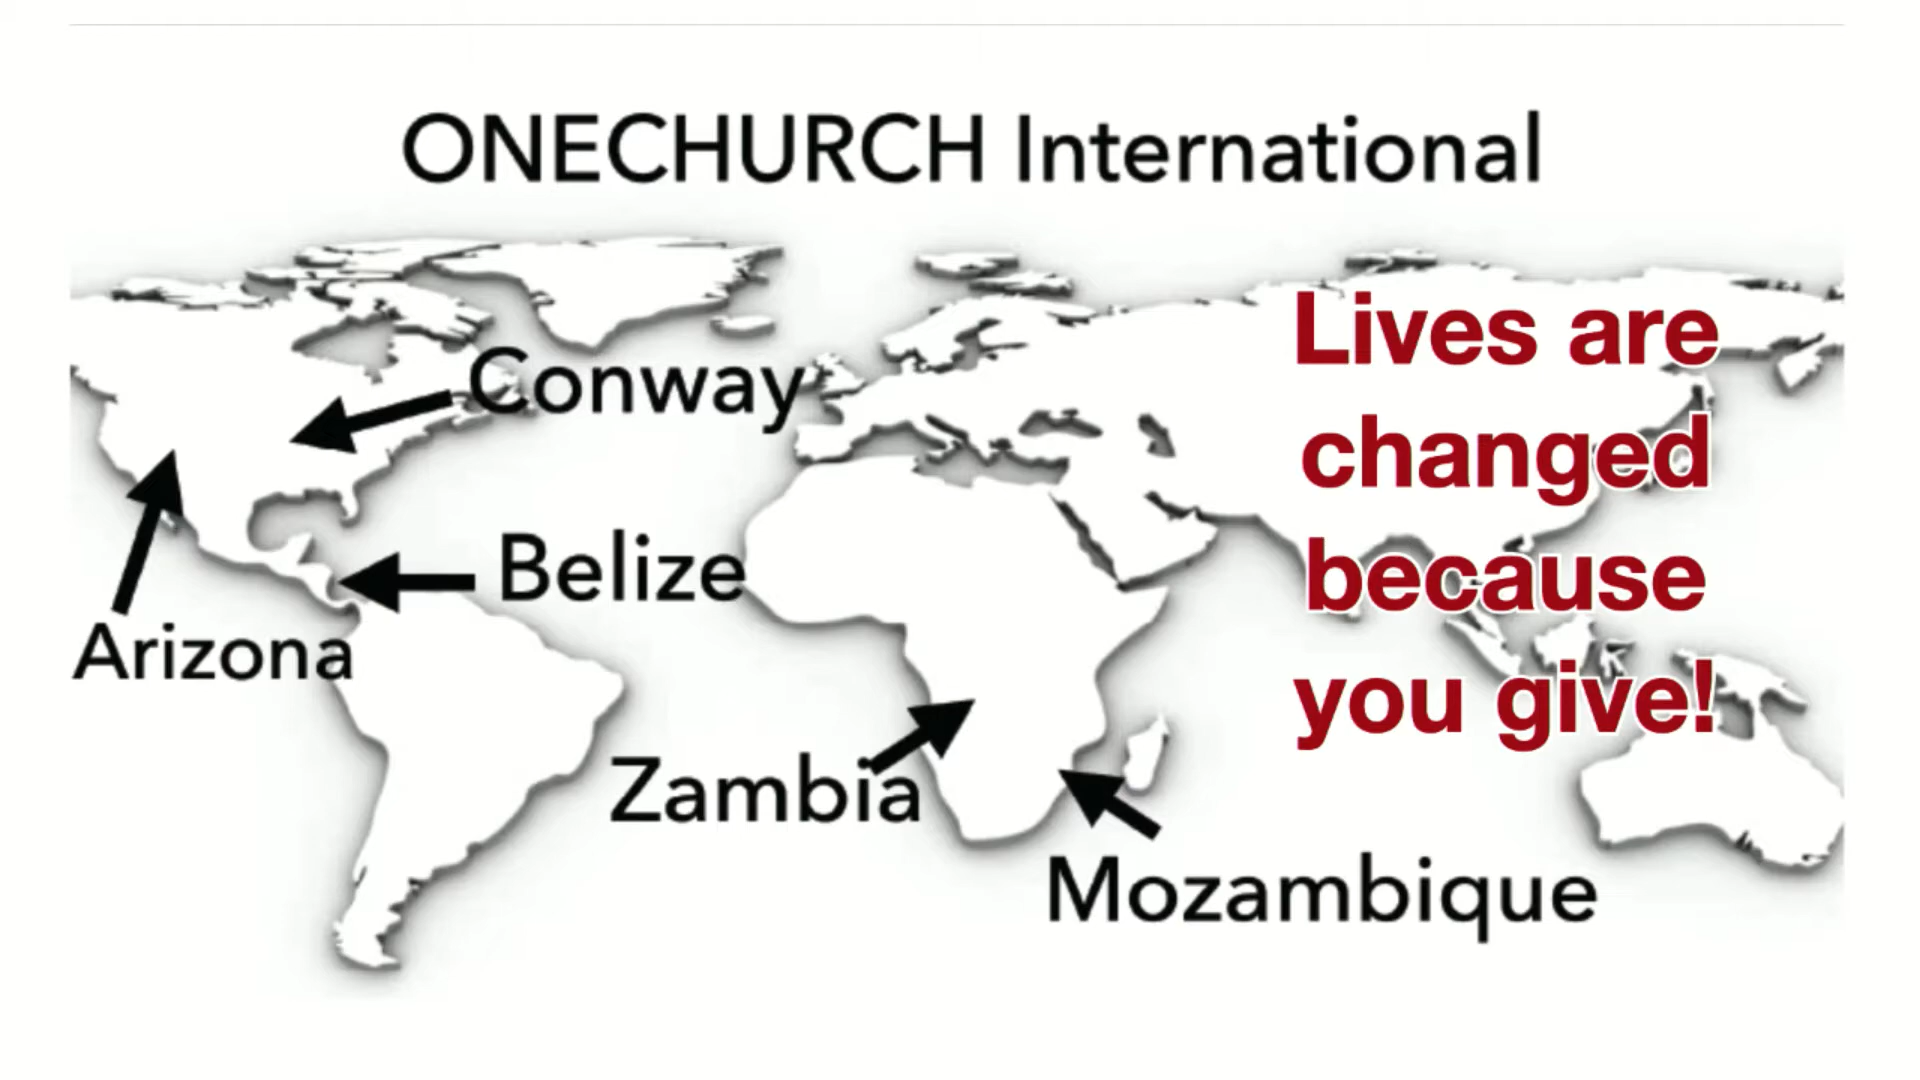 ONECHURCH International
Lives are
changed
because
you give!
Conway
Belize
Arizona
Zambia
Mozambique